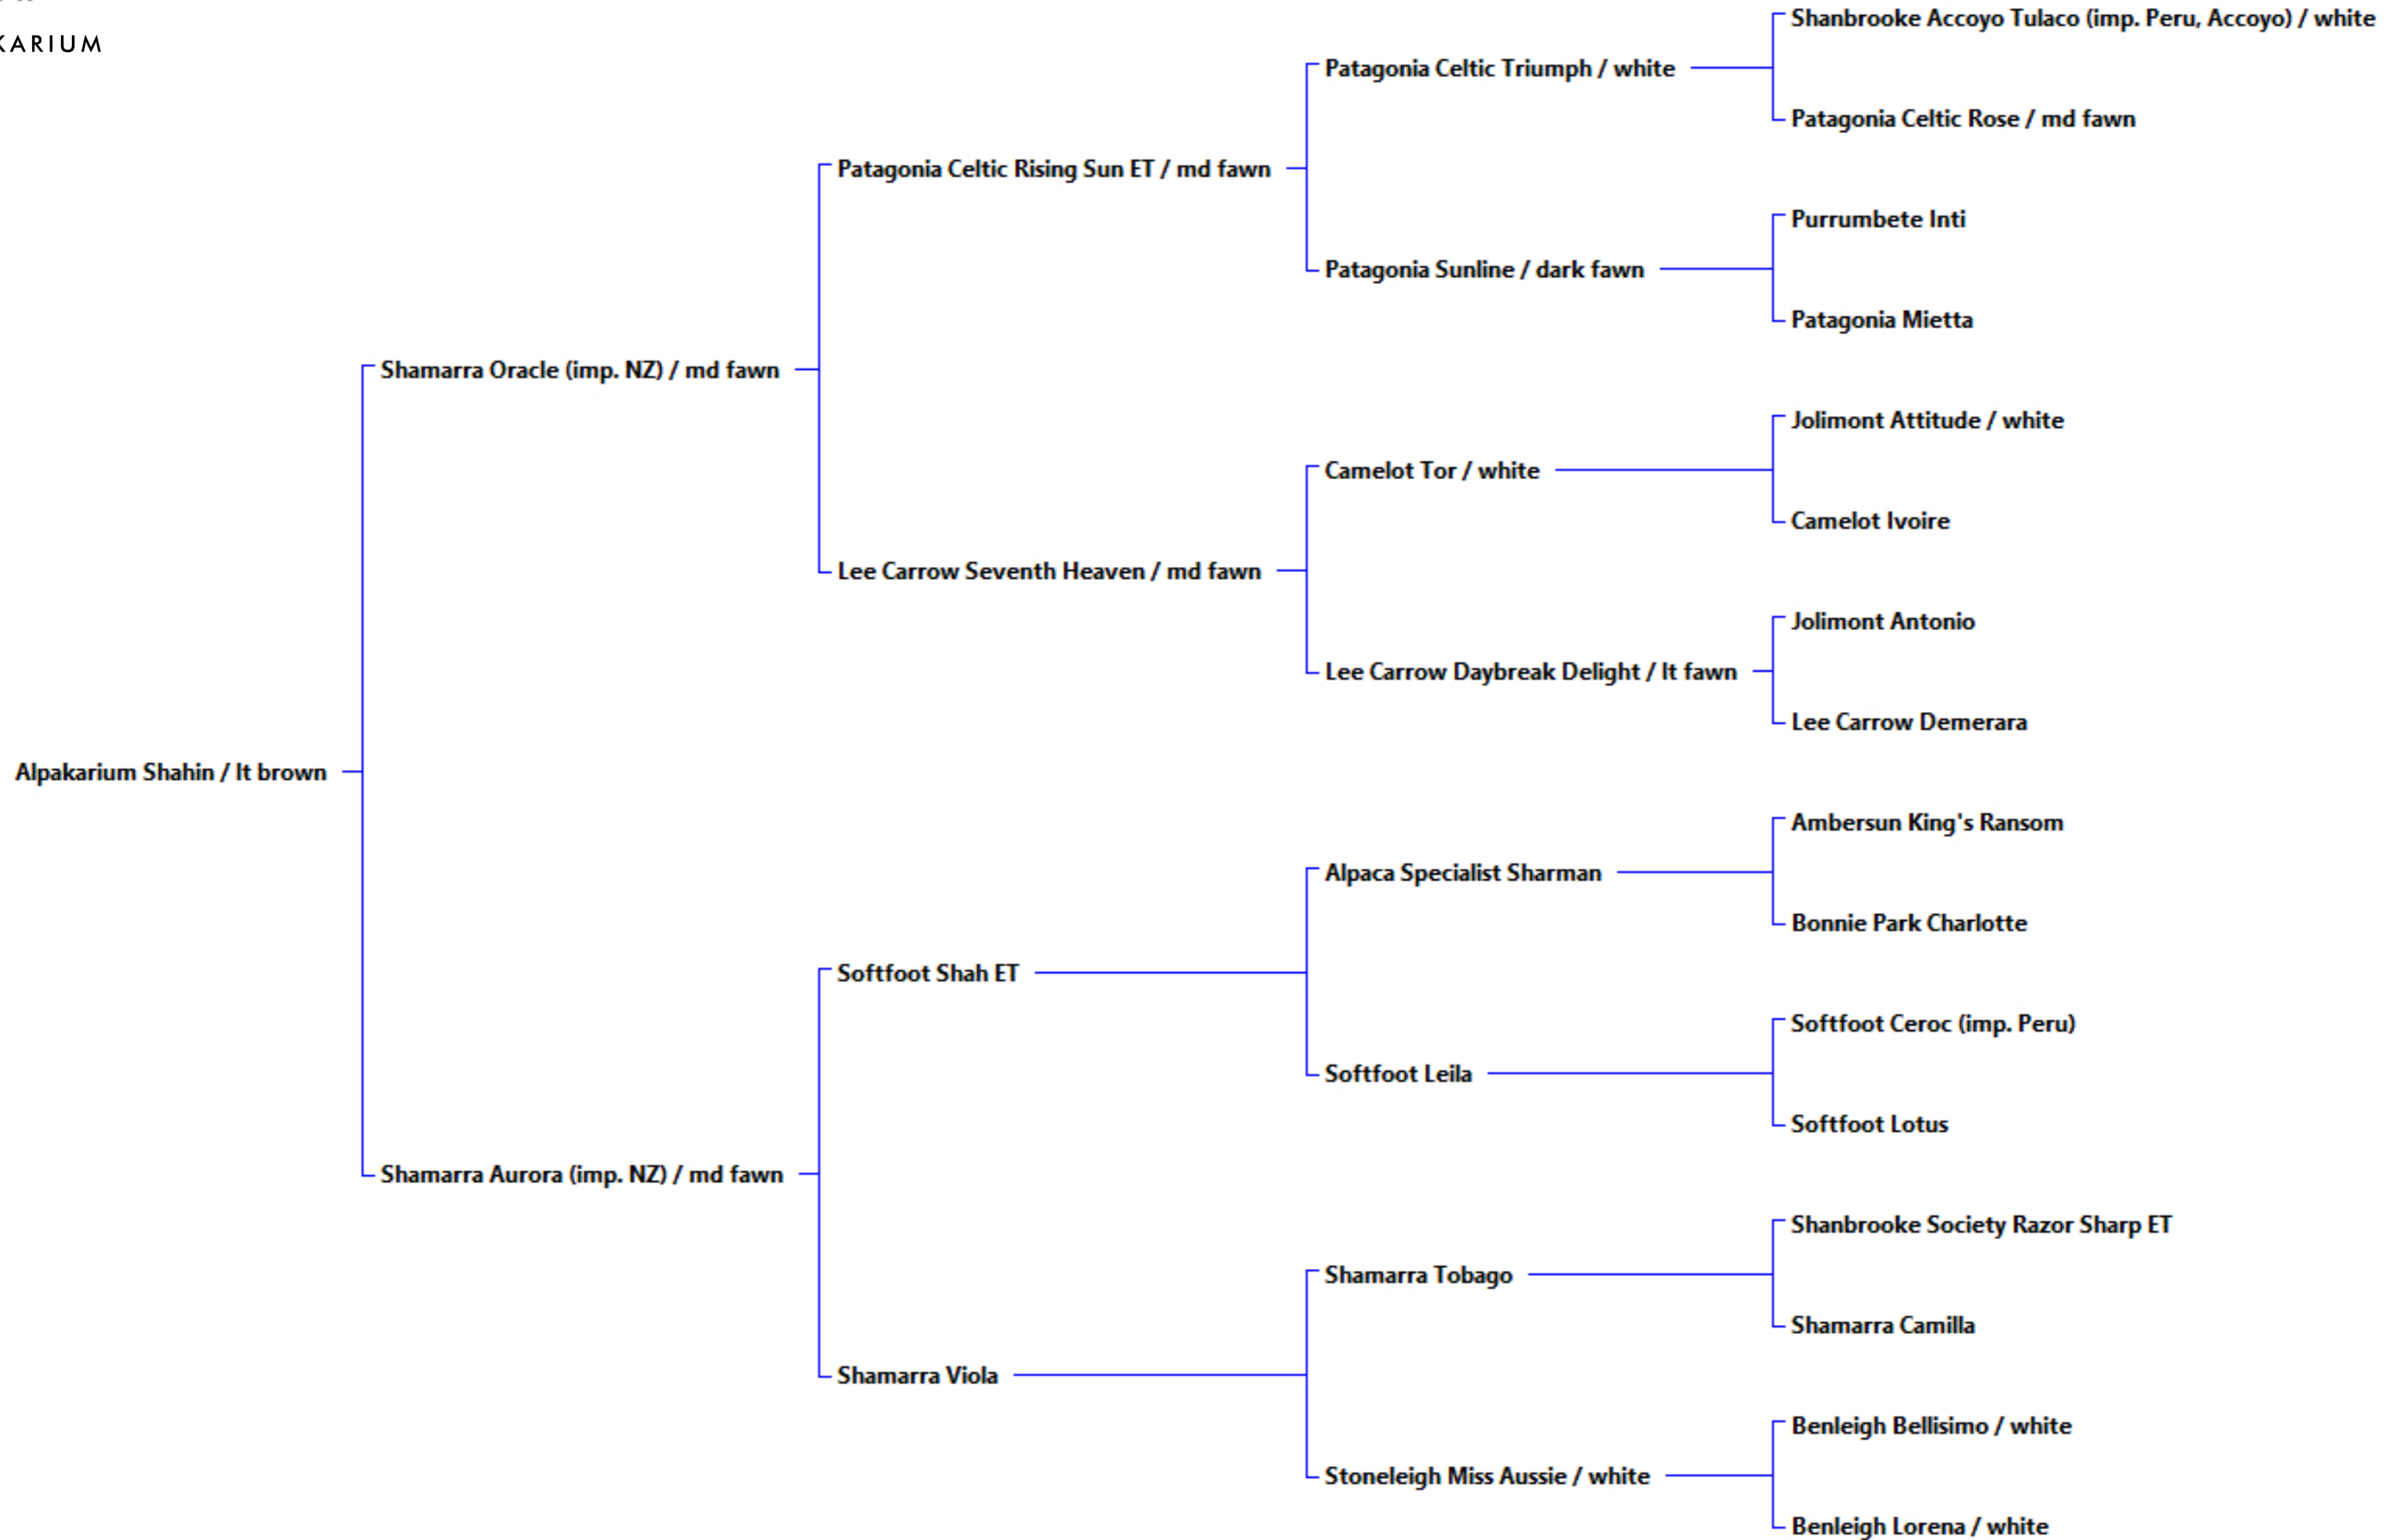 KARIUM
Shanbrooke Accoyo Tulaco (imp. Peru, Accoyo) / white
Patagonia Celtic Triumph / white
Patagonia Celtic Rose / md fawn
Patagonia Celtic Rising Sun ET / md fawn
Purrumbete Inti
Patagonia Sunline / dark fawn
Patagonia Mietta
Shamarra Oracle (imp. NZ) / md fawn
Jolimont Attitude / white
Camelot Tor / white
Camelot Ivoire
Lee Carrow Seventh Heaven / md fawn
Jolimont Antonio
Lee Carrow Daybreak Delight / lt fawn
Lee Carrow Demerara
Alpakarium Shahin / lt brown
Ambersun King's Ransom
Alpaca Specialist Sharman
Bonnie Park Charlotte
Softfoot Shah ET
Softfoot Ceroc (imp. Peru)
Softfoot Leila
Softfoot Lotus
Shamarra Aurora (imp. NZ) / md fawn
Shanbrooke Society Razor Sharp ET
Shamarra Tobago
Shamarra Camilla
Shamarra Viola
Benleigh Bellisimo / white
Stoneleigh Miss Aussie / white
Benleigh Lorena / white